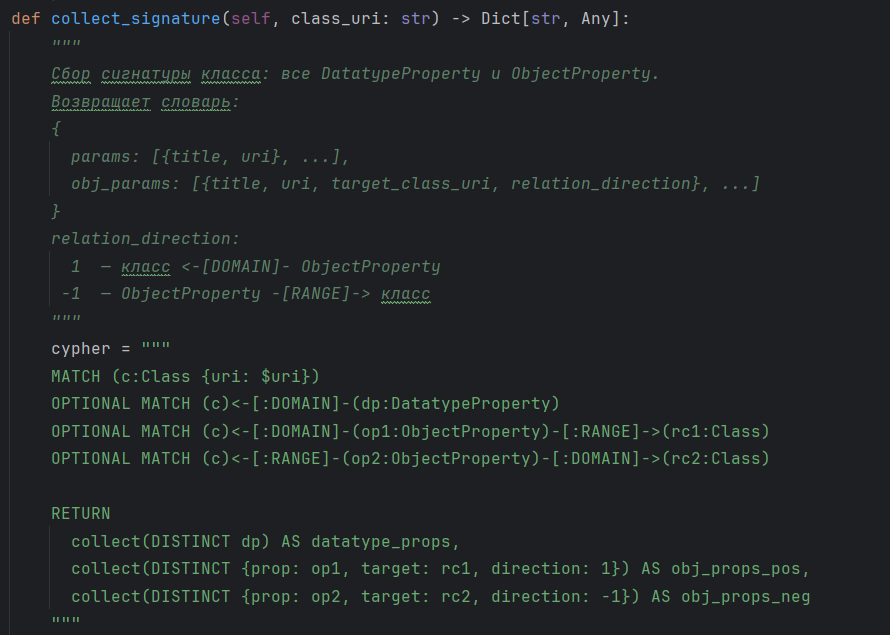 def collect_signature(self, class_uri: str) -> Dict[str, Any]:
"""
Сбор сигнатуры класса: все DatatypeProperty и ObjectProperty.
Возвращает словарь:
{
params: [{title, uri}, ...],
obj_params: [{title, uri, target_class_uri, relation_direction}, ...]
}
relation_direction:
1 — класс <-[DOMAIN]- ObjectProperty
-1 — ObjectProperty -[RANGE]-> класс
"""
cypher = """
MATCH (c:Class {uri: $uri})
OPTIONAL MATCH (c)<-[:DOMAIN]-(dp:DatatypeProperty)
OPTIONAL MATCH (c)<-[:DOMAIN]-(op1:ObjectProperty)-[:RANGE]->(rc1:Class)
OPTIONAL MATCH (c)<-[:RANGE]-(op2:ObjectProperty)-[:DOMAIN]->(rc2:Class)
RETURN
collect(DISTINCT dp) AS datatype_props,
collect(DISTINCT {prop: op1, target: rc1, direction: 1}) AS obj_props_pos,
collect(DISTINCT {prop: op2, target: rc2, direction: -1}) AS obj_props_neg
"""